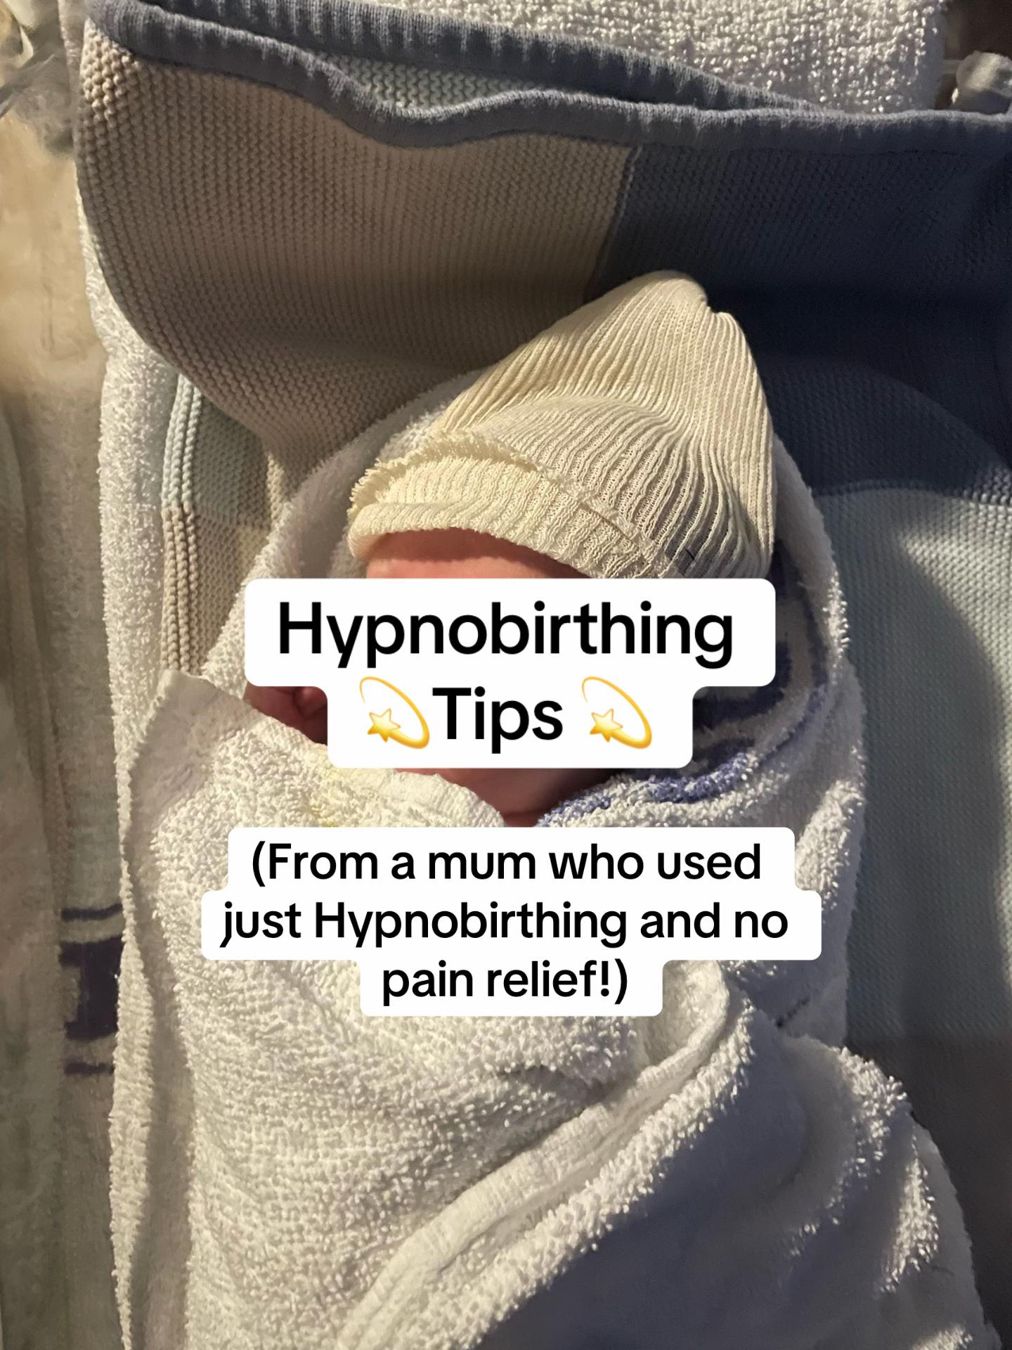 Hypnobirthing
💫Tips 💫
(From a mum who used
just Hypnobirthing and no
pain relief!)